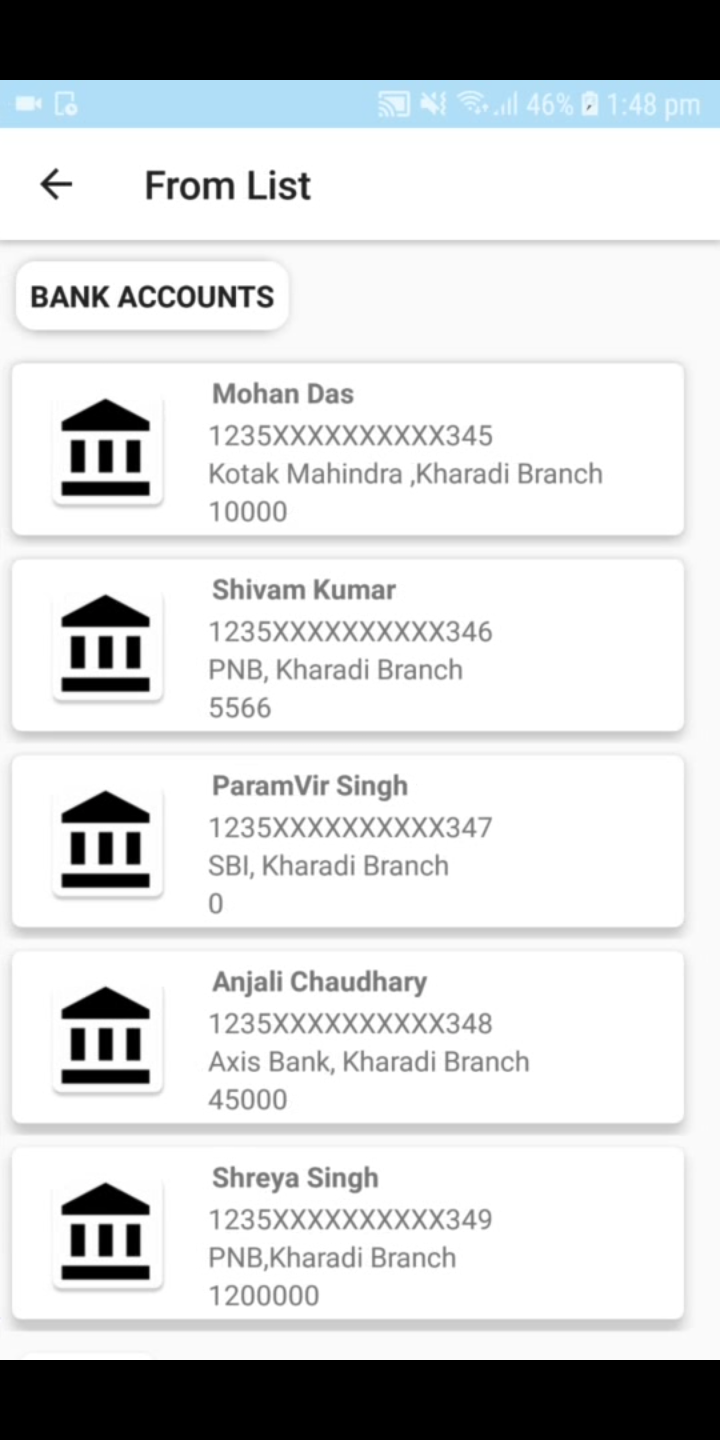 46% 1:48 pm
From List
BANK ACCOUNTS
Mohan Das
1235XXXXXXXXXX345
Kotak Mahindra ,Kharadi Branch
10000
Shivam Kumar
1235XXXXXXXXXX346
PNB, Kharadi Branch
5566
ParamVir Singh
1235XXXXXXXXXX347
SBI, Kharadi Branch
0
Anjali Chaudhary
1235XXXXXXXXXX348
Axis Bank, Kharadi Branch
45000
Shreya Singh
1235XXXXXXXXXX349
PNB,Kharadi Branch
1200000